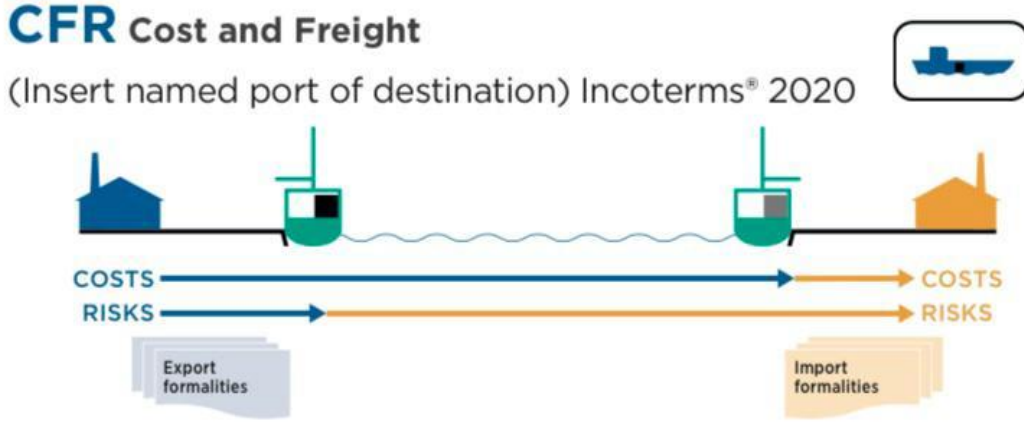 CFR Cost and Freight
(Insert named port of destination) Incoterms® 2020
COSTS
COSTS
RISKS
RISKS
Export
formalities
Import
formalities